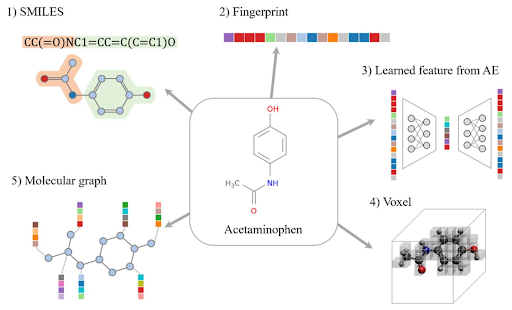 1) SMILES
CC(=O)NC1=CC=C(C=C1)O
2) Fingerprint
3) Learned feature from AE
OH
H₃C
NH
O
Acetaminophen
4) Voxel
5) Molecular graph